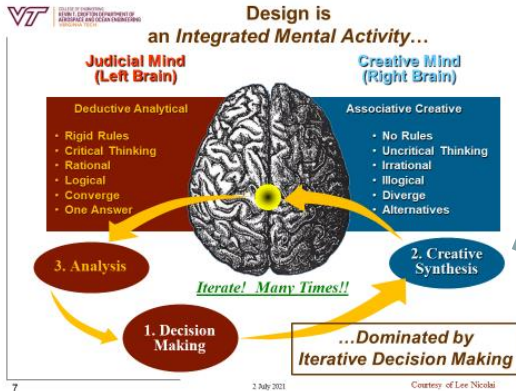 VT
COLLEGE OF ENGINEERING
KEVIN T. CROFTON DEPARTMENT OF
AEROSPACE AND OCEAN ENGINEERING
VIRGINIA TECH
Design is
an Integrated Mental Activity…
Judicial Mind
(Left Brain)
Creative Mind
(Right Brain)
Deductive Analytical
• Rigid Rules
• Critical Thinking
• Rational
• Logical
• Converge
• One Answer
Associative Creative
• No Rules
• Uncritical Thinking
• Irrational
• Illogical
• Diverge
• Alternatives
3. Analysis
2. Creative
Synthesis
Iterate! Many Times!!
1. Decision
Making
…Dominated by
Iterative Decision Making
7
2 July 2021
Courtesy of Lee Nicolai